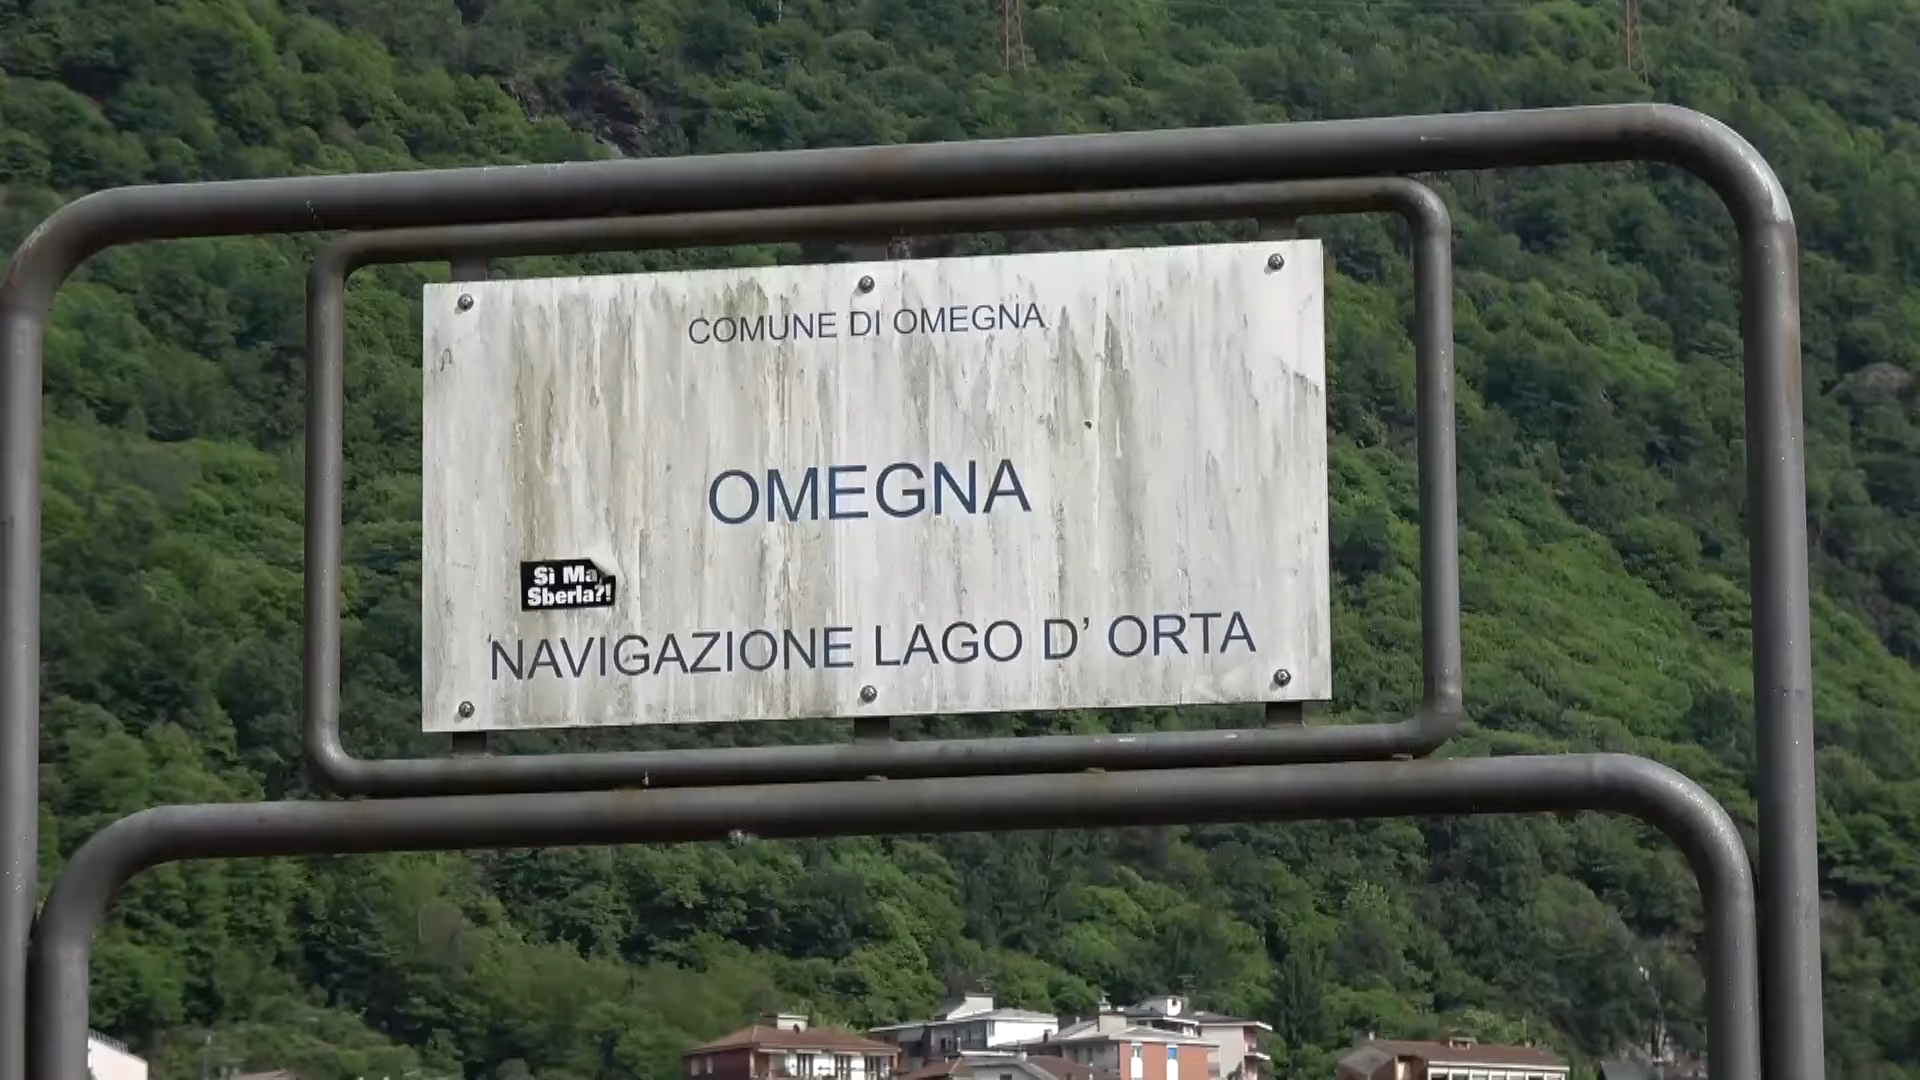 COMUNE DI OMEGNA
OMEGNA
Sì Ma,
Sberla?!
NAVIGAZIONE LAGO D' ORTA